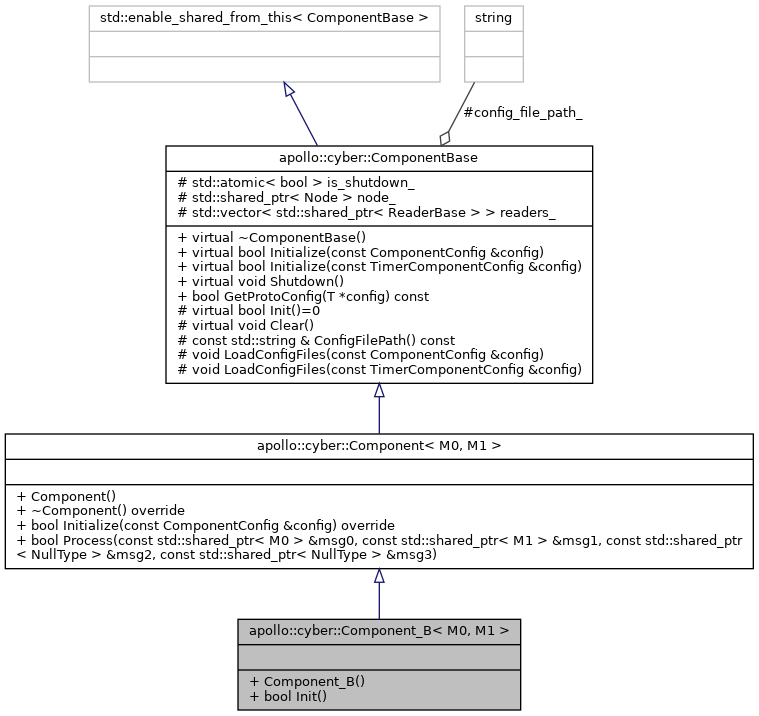 std::enable_shared_from_this< ComponentBase >
string
#config_file_path_
apollo::cyber::ComponentBase
# std::atomic< bool > is_shutdown_
# std::shared_ptr< Node > node_
# std::vector< std::shared_ptr< ReaderBase > > readers_
+ virtual ~ComponentBase()
+ virtual bool Initialize(const ComponentConfig &config)
+ virtual bool Initialize(const TimerComponentConfig &config)
+ virtual void Shutdown()
+ bool GetProtoConfig(T *config) const
# virtual bool Init()=0
# virtual void Clear()
# const std::string & ConfigFilePath() const
# void LoadConfigFiles(const ComponentConfig &config)
# void LoadConfigFiles(const TimerComponentConfig &config)
apollo::cyber::Component< M0, M1 >
+ Component()
+ ~Component() override
+ bool Initialize(const ComponentConfig &config) override
+ bool Process(const std::shared_ptr< M0 > &msg0, const std::shared_ptr< M1 > &msg1, const std::shared_ptr
< NullType > &msg2, const std::shared_ptr< NullType > &msg3)
apollo::cyber::Component_B< M0, M1 >
+ Component_B()
+ bool Init()